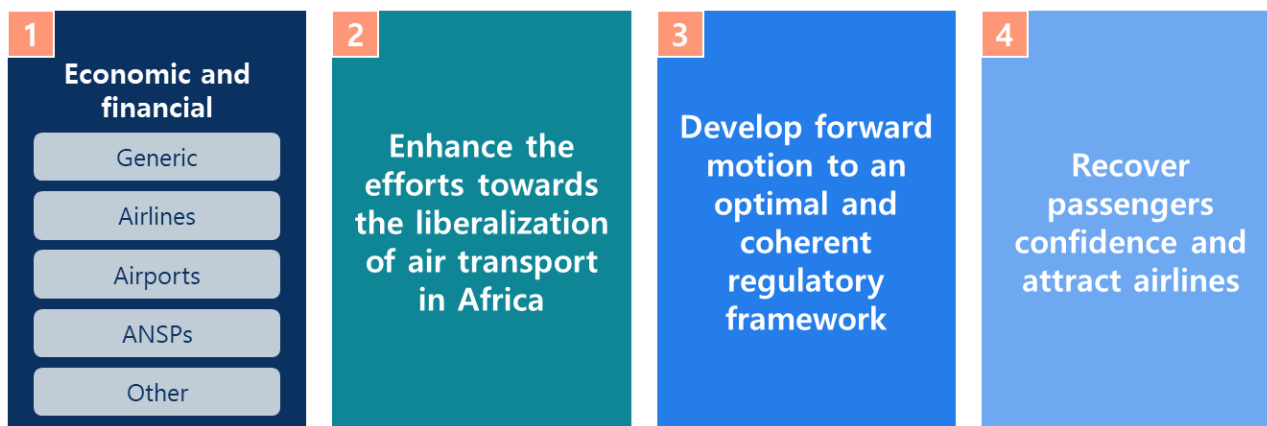 1
Economic and
financial
Generic
Airlines
Airports
ANSPs
Other
2
Enhance the
efforts towards
the liberalization
of air transport
in Africa
3
Develop forward
motion to an
optimal and
coherent
regulatory
framework
4
Recover
passengers
confidence and
attract airlines